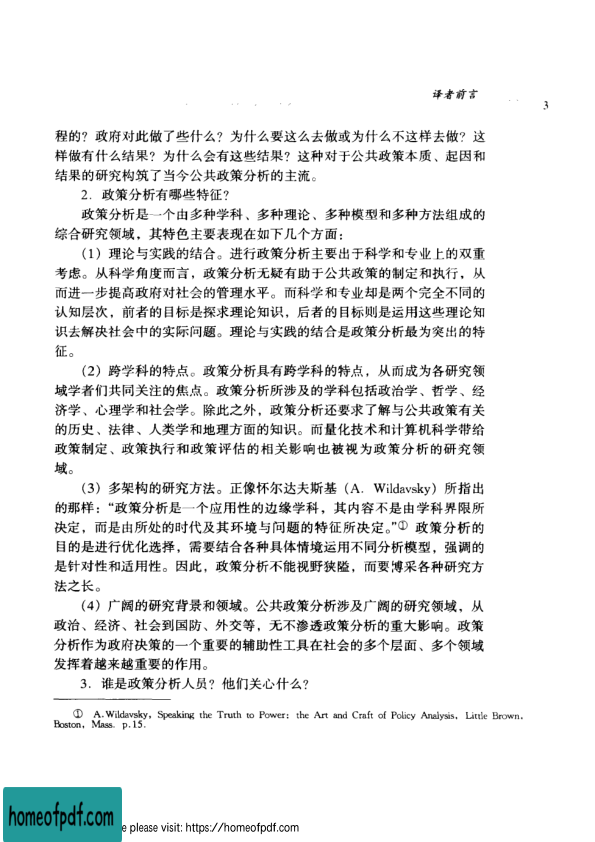 译者前言
3
程的？政府对此做了些什么？为什么要这么去做或为什么不这样去做？这
样做有什么结果？为什么会有这些结果？这种对于公共政策本质、起因和
结果的研究构筑了当今公共政策分析的主流。
2．政策分析有哪些特征？
政策分析是一个由多种学科、多种理论、多种模型和多种方法组成的
综合研究领域，其特色主要表现在如下几个方面：
（1）理论与实践的结合。进行政策分析主要出于科学和专业上的双重
考虑。从科学角度而言，政策分析无疑有助于公共政策的制定和执行，从
而进一步提高政府对社会的管理水平。而科学和专业却是两个完全不同的
认知层次，前者的目标是探求理论知识，后者的目标则是运用这些理论知
识去解决社会中的实际问题。理论与实践的结合是政策分析最为突出的特
征。
（2）跨学科的特点。政策分析具有跨学科的特点，从而成为各研究领
域学者们共同关注的焦点。政策分析所涉及的学科包括政治学、哲学、经
济学、心理学和社会学。除此之外，政策分析还要求了解与公共政策有关
的历史、法律、人类学和地理方面的知识。而量化技术和计算机科学带给
政策制定、政策执行和政策评估的相关影响也被视为政策分析的研究领
域。
（3）多架构的研究方法。正像怀尔达夫斯基（A．Wildavsky）所指出
的那样：“政策分析是一个应用性的边缘学科，其内容不是由学科界限所
决定，而是由所处的时代及其环境与问题的特征所决定。”① 政策分析的
目的是进行优化选择，需要结合各种具体情境运用不同分析模型，强调的
是针对性和适用性。因此，政策分析不能视野狭隘，而要博采各种研究方
法之长。
（4）广阔的研究背景和领域。公共政策分析涉及广阔的研究领域，从
政治、经济、社会到国防、外交等，无不渗透政策分析的重大影响。政策
分析作为政府决策的一个重要的辅助性工具在社会的多个层面、多个领域
发挥着越来越重要的作用。
3．谁是政策分析人员？他们关心什么？
① A. Wildavsky, Speaking the Truth to Power: the Art and Craft of Policy Analysis, Little Brown,
Boston, Mass. p.15.
homeofpdf.com
e please visit: https://homeofpdf.com